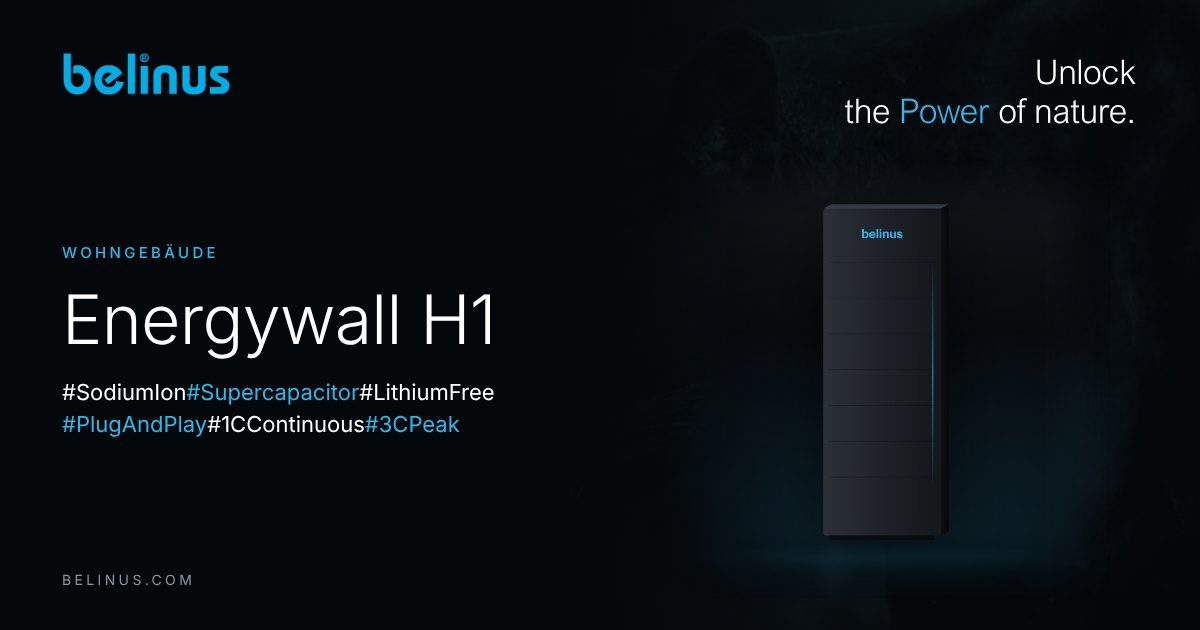 belinus®
Unlock
the Power of nature.
belinus
WOHNGEBÄUDE
Energywall H1
#SodiumIon#Supercapacitor#LithiumFree
#PlugAndPlay#1CContinuous#3CPeak
BELINUS.COM